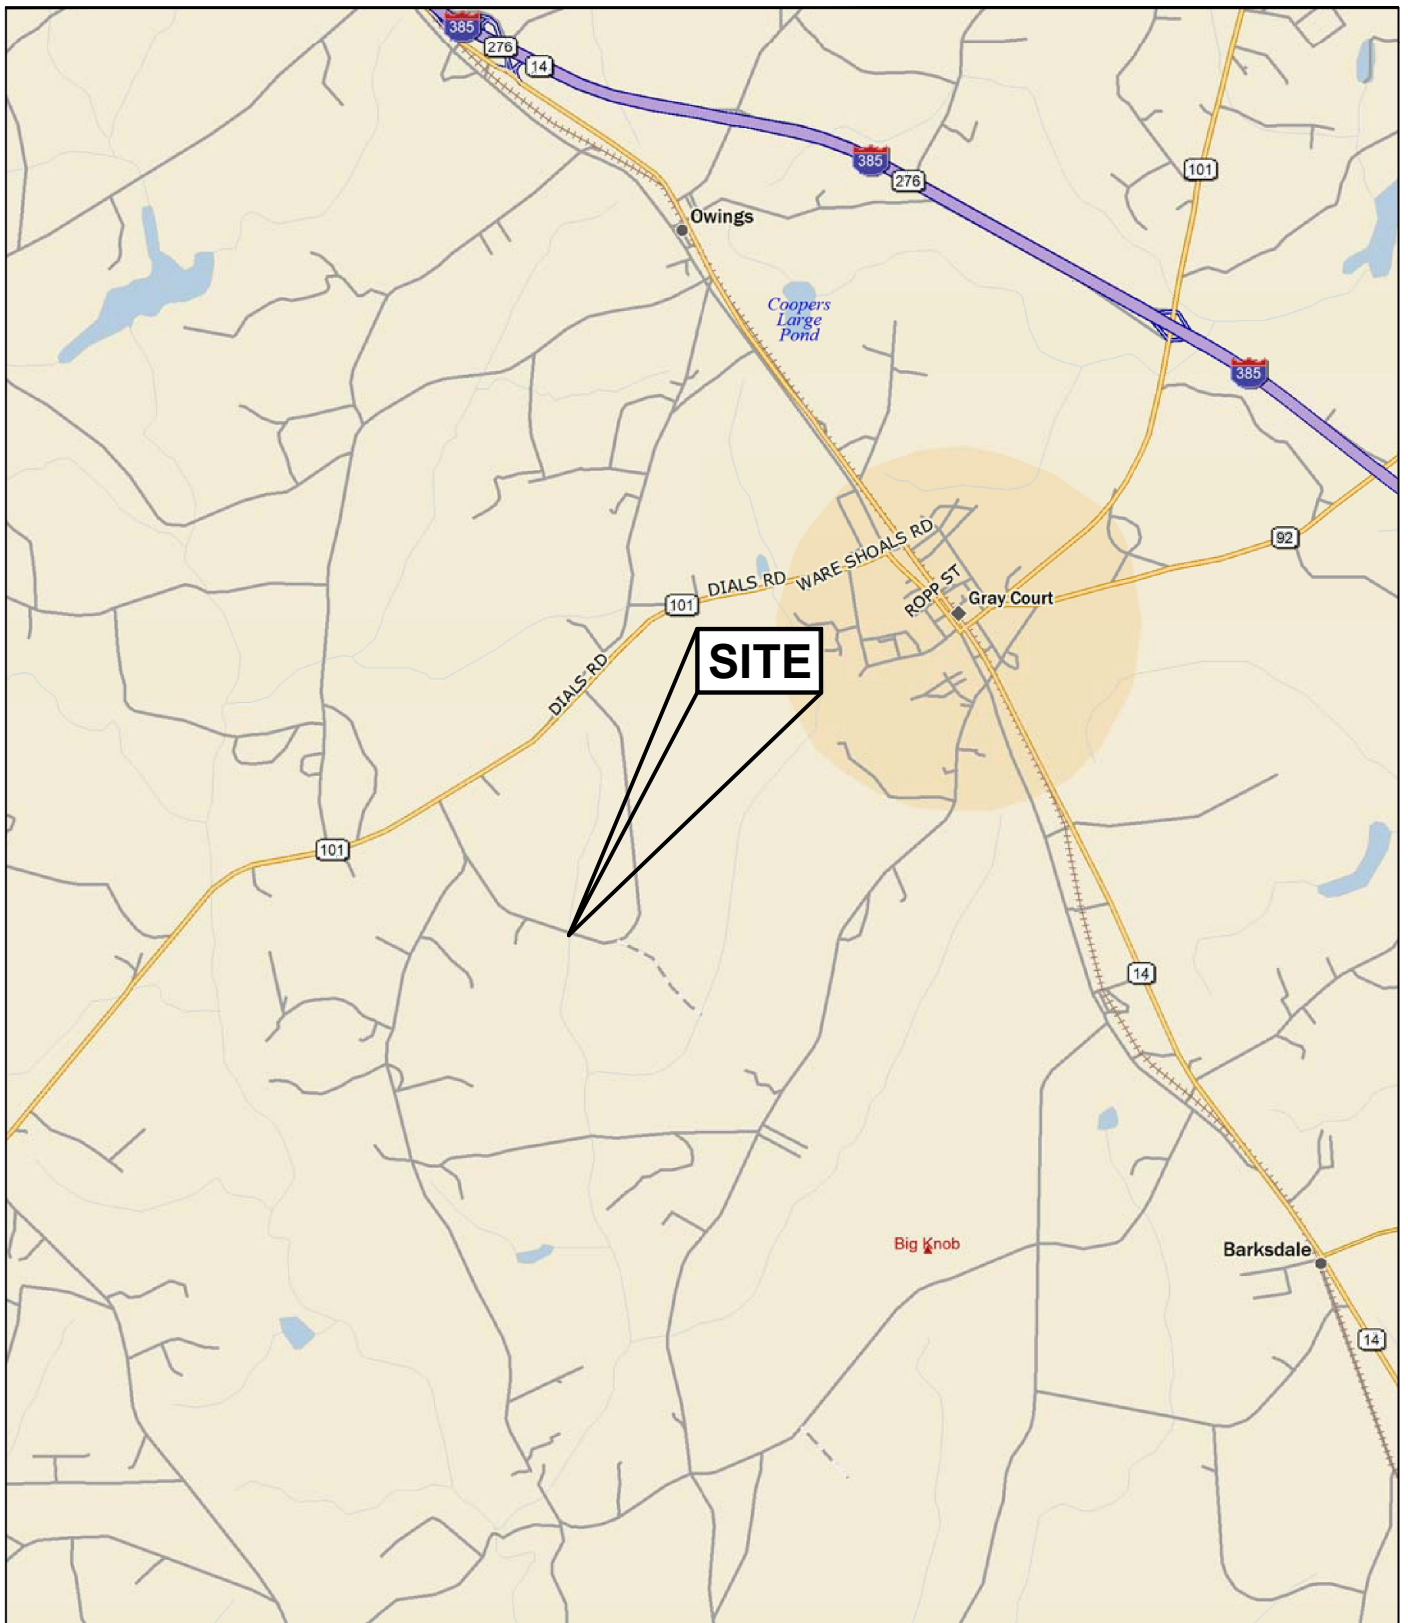 385
276
14
385
276
101
Owings
Coopers
Large
Pond
385
92
WARE SHOALS RD
DIALS RD
101
ROPP ST
Gray Court
SITE
DIALS RD
101
14
Big Knob
Barksdale
14